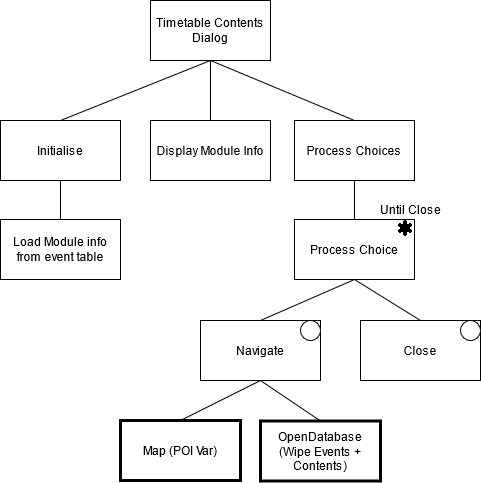 Timetable Contents
Dialog
Initialise
Display Module Info
Process Choices
Until Close
Load Module info
from event table
Process Choice
Navigate
Close
Map (POI Var)
OpenDatabase
(Wipe Events +
Contents)